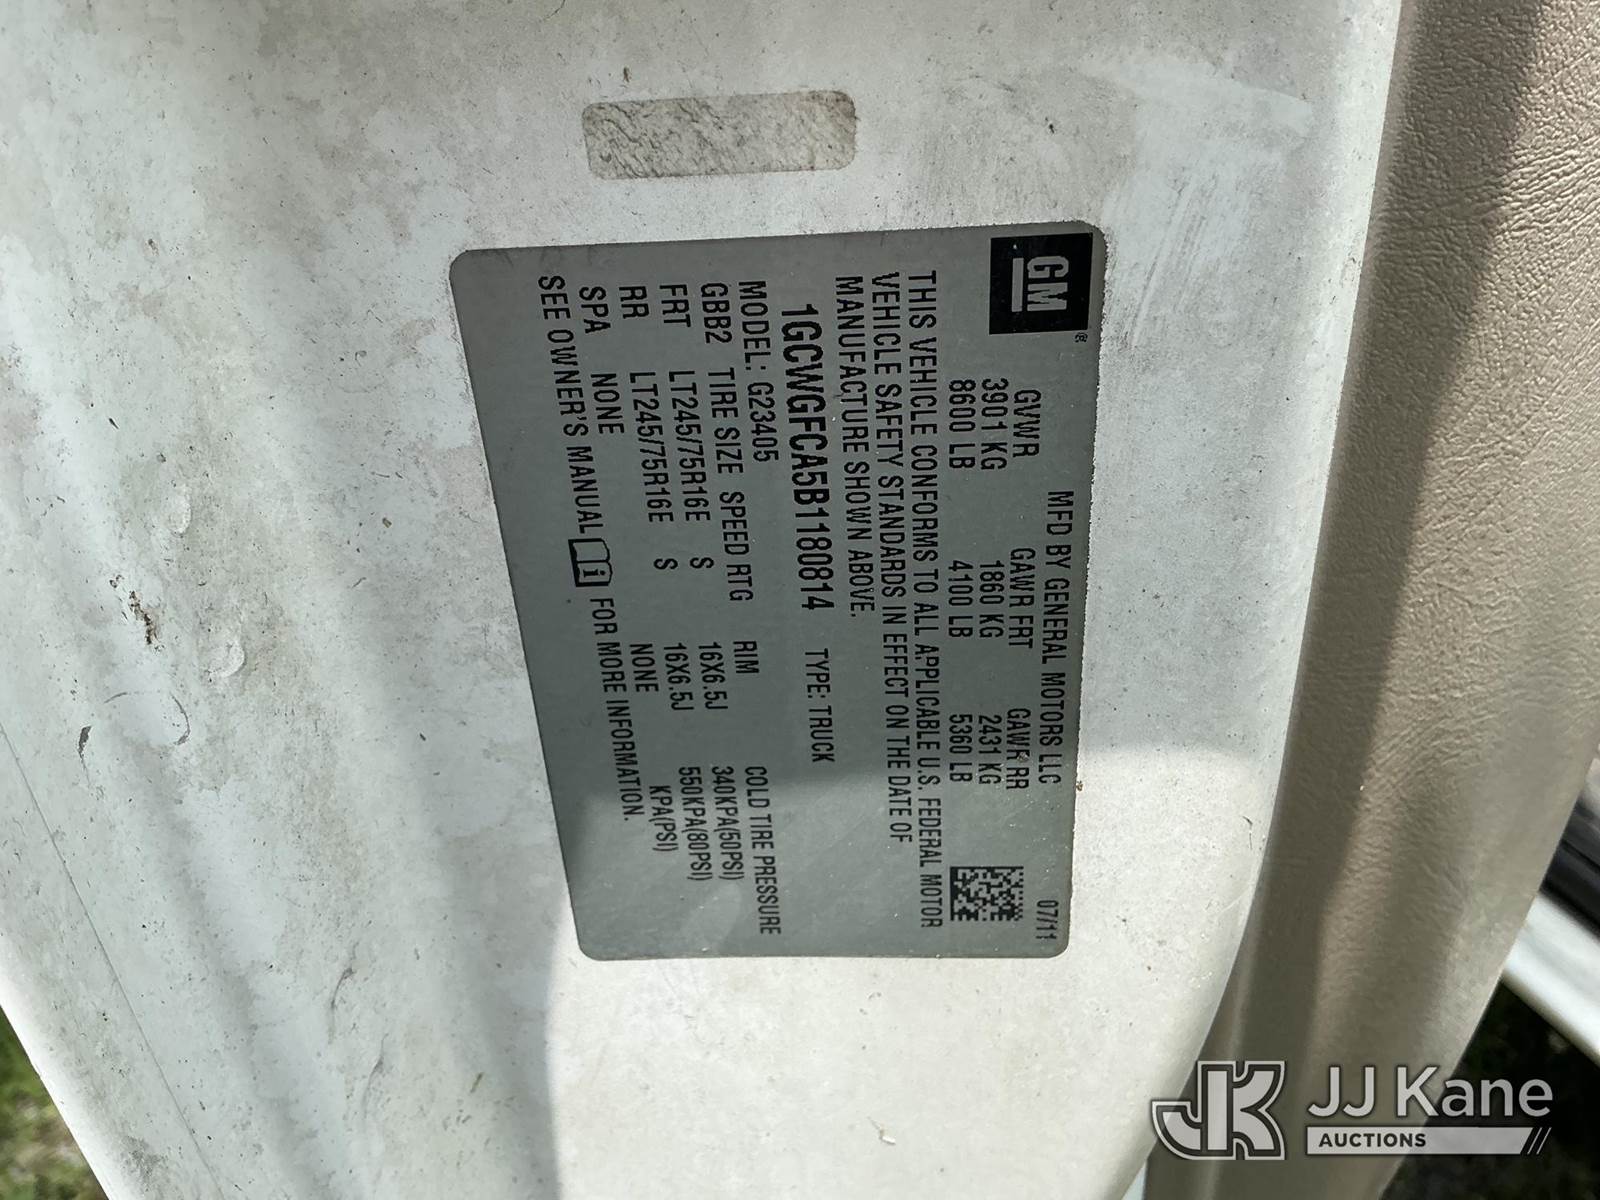 GM®
MFD BY GENERAL MOTORS LLC 07/11
GVWR GAWR FRT GAWR RR
3901 KG 1860 KG 2431 KG
8600 LB 4100 LB 5360 LB
THIS VEHICLE CONFORMS TO ALL APPLICABLE U.S. FEDERAL MOTOR
VEHICLE SAFETY STANDARDS IN EFFECT ON THE DATE OF
MANUFACTURE SHOWN ABOVE.
1GCWGFCA5B1180814 TYPE: TRUCK
MODEL: G23405
GBB2 TIRE SIZE SPEED RTG RIM COLD TIRE PRESSURE
FRT LT245/75R16E S 16X6.5J 340KPA(50PSI)
RR LT245/75R16E S 16X6.5J 550KPA(80PSI)
SPA NONE NONE KPA(PSI)
SEE OWNER'S MANUAL i FOR MORE INFORMATION.
JK JJ Kane
AUCTIONS